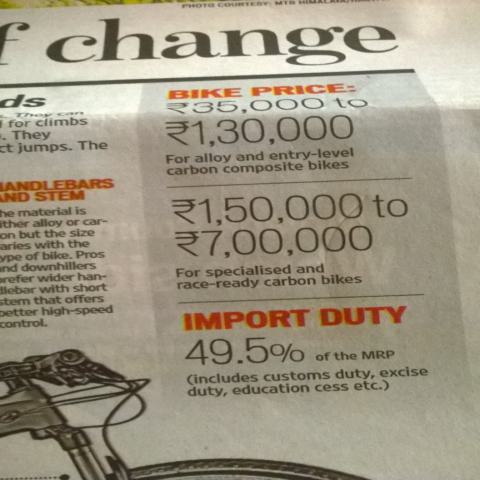 PHOTO COURTESY: MTB HIMALAYA
f change
ds
They can
for climbs
. They
ct jumps. The
HANDLEBARS
AND STEM
he material is
ither alloy or car-
on but the size
aries with the
ype of bike. Pros
nd downhillers
refer wider han-
lebar with short
stem that offers
better high-speed
control.
BIKE PRICE:
₹35,000 to
₹1,30,000
For alloy and entry-level
carbon composite bikes
₹1,50,000 to
₹7,00,000
For specialised and
race-ready carbon bikes
IMPORT DUTY
49.5% of the MRP
(includes customs duty, excise
duty, education cess etc.)